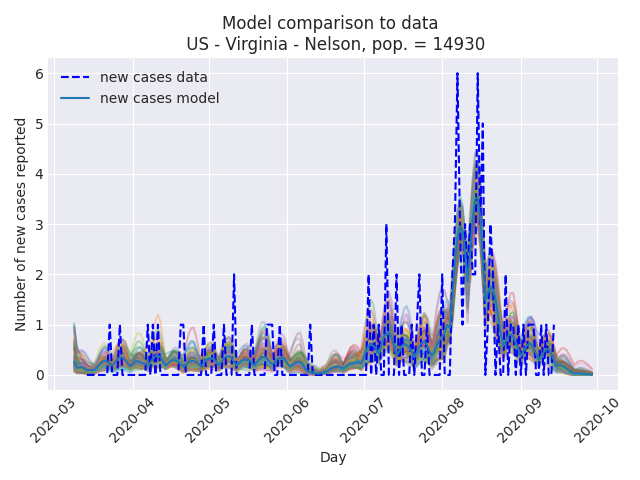 Model comparison to data
US - Virginia - Nelson, pop. = 14930
Number of new cases reported
6
5
4
3
2
1
0
new cases data
new cases model
2020-03
2020-04
2020-05
2020-06
2020-07
2020-08
2020-09
2020-10
Day